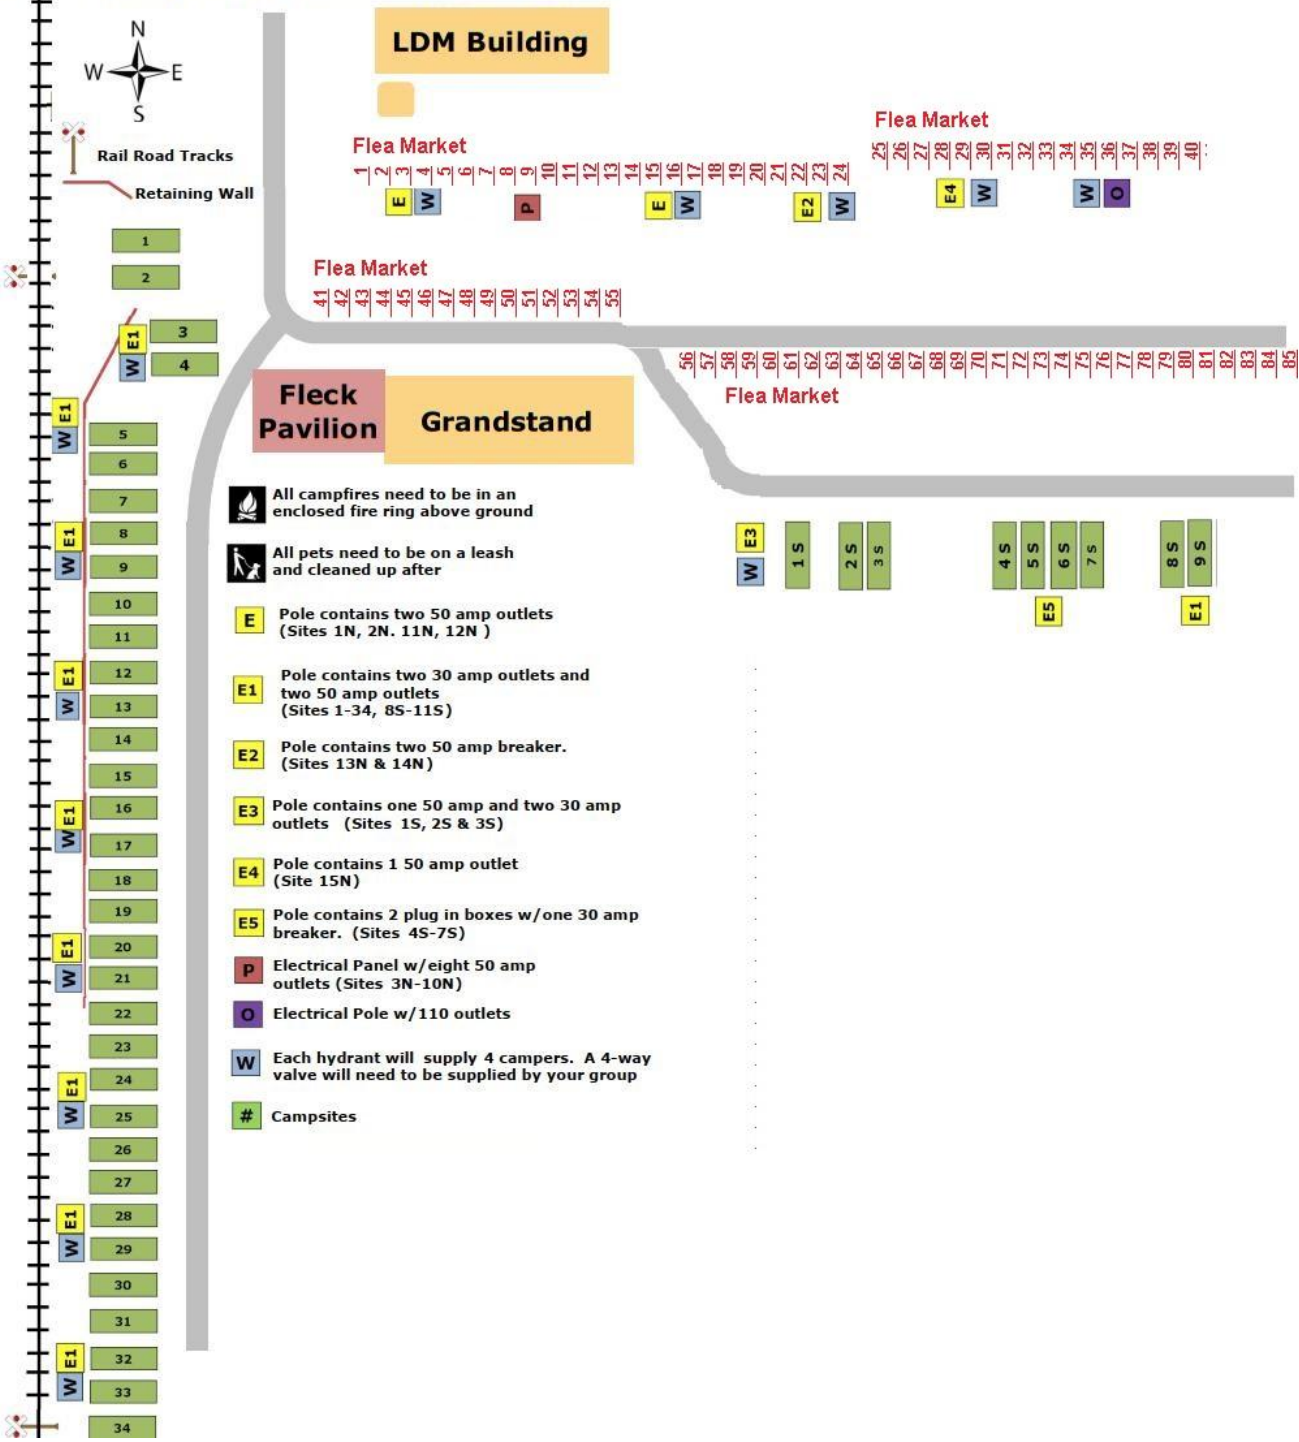 N
W E
S
LDM Building
Rail Road Tracks
Retaining Wall
Flea Market
1 2 3 4 5 6 7 8 9 10 11 12 13 14 15 16 17 18 19 20 21 22 23 24
E W P E W E2 W
Flea Market
25 26 27 28 29 30 31 32 33 34 35 36 37 38 39 40
E4 W W O
Flea Market
41 42 43 44 45 46 47 48 49 50 51 52 53 54 55
56 57 58 59 60 61 62 63 64 65 66 67 68 69 70 71 72 73 74 75 76 77 78 79 80 81 82 83 84 85
Flea Market
1
2
E1 3
W 4
E1
W 5
6
7
E1 8
W 9
10
11
E1 12
W 13
14
15
E1 16
W 17
18
19
E1 20
W 21
22
23
E1 24
W 25
26
27
E1 28
W 29
30
31
E1 32
W 33
34
Fleck
Pavilion
Grandstand
E3 W 1 S 2 S 3 S 4 S 5 S 6 S 7 S 8 S 9 S
E5 E1
All campfires need to be in an
enclosed fire ring above ground
All pets need to be on a leash
and cleaned up after
E Pole contains two 50 amp outlets
(Sites 1N, 2N. 11N, 12N )
E1 Pole contains two 30 amp outlets and
two 50 amp outlets
(Sites 1-34, 8S-11S)
E2 Pole contains two 50 amp breaker.
(Sites 13N & 14N)
E3 Pole contains one 50 amp and two 30 amp
outlets (Sites 1S, 2S & 3S)
E4 Pole contains 1 50 amp outlet
(Site 15N)
E5 Pole contains 2 plug in boxes w/one 30 amp
breaker. (Sites 4S-7S)
P Electrical Panel w/eight 50 amp
outlets (Sites 3N-10N)
O Electrical Pole w/110 outlets
W Each hydrant will supply 4 campers. A 4-way
valve will need to be supplied by your group
# Campsites